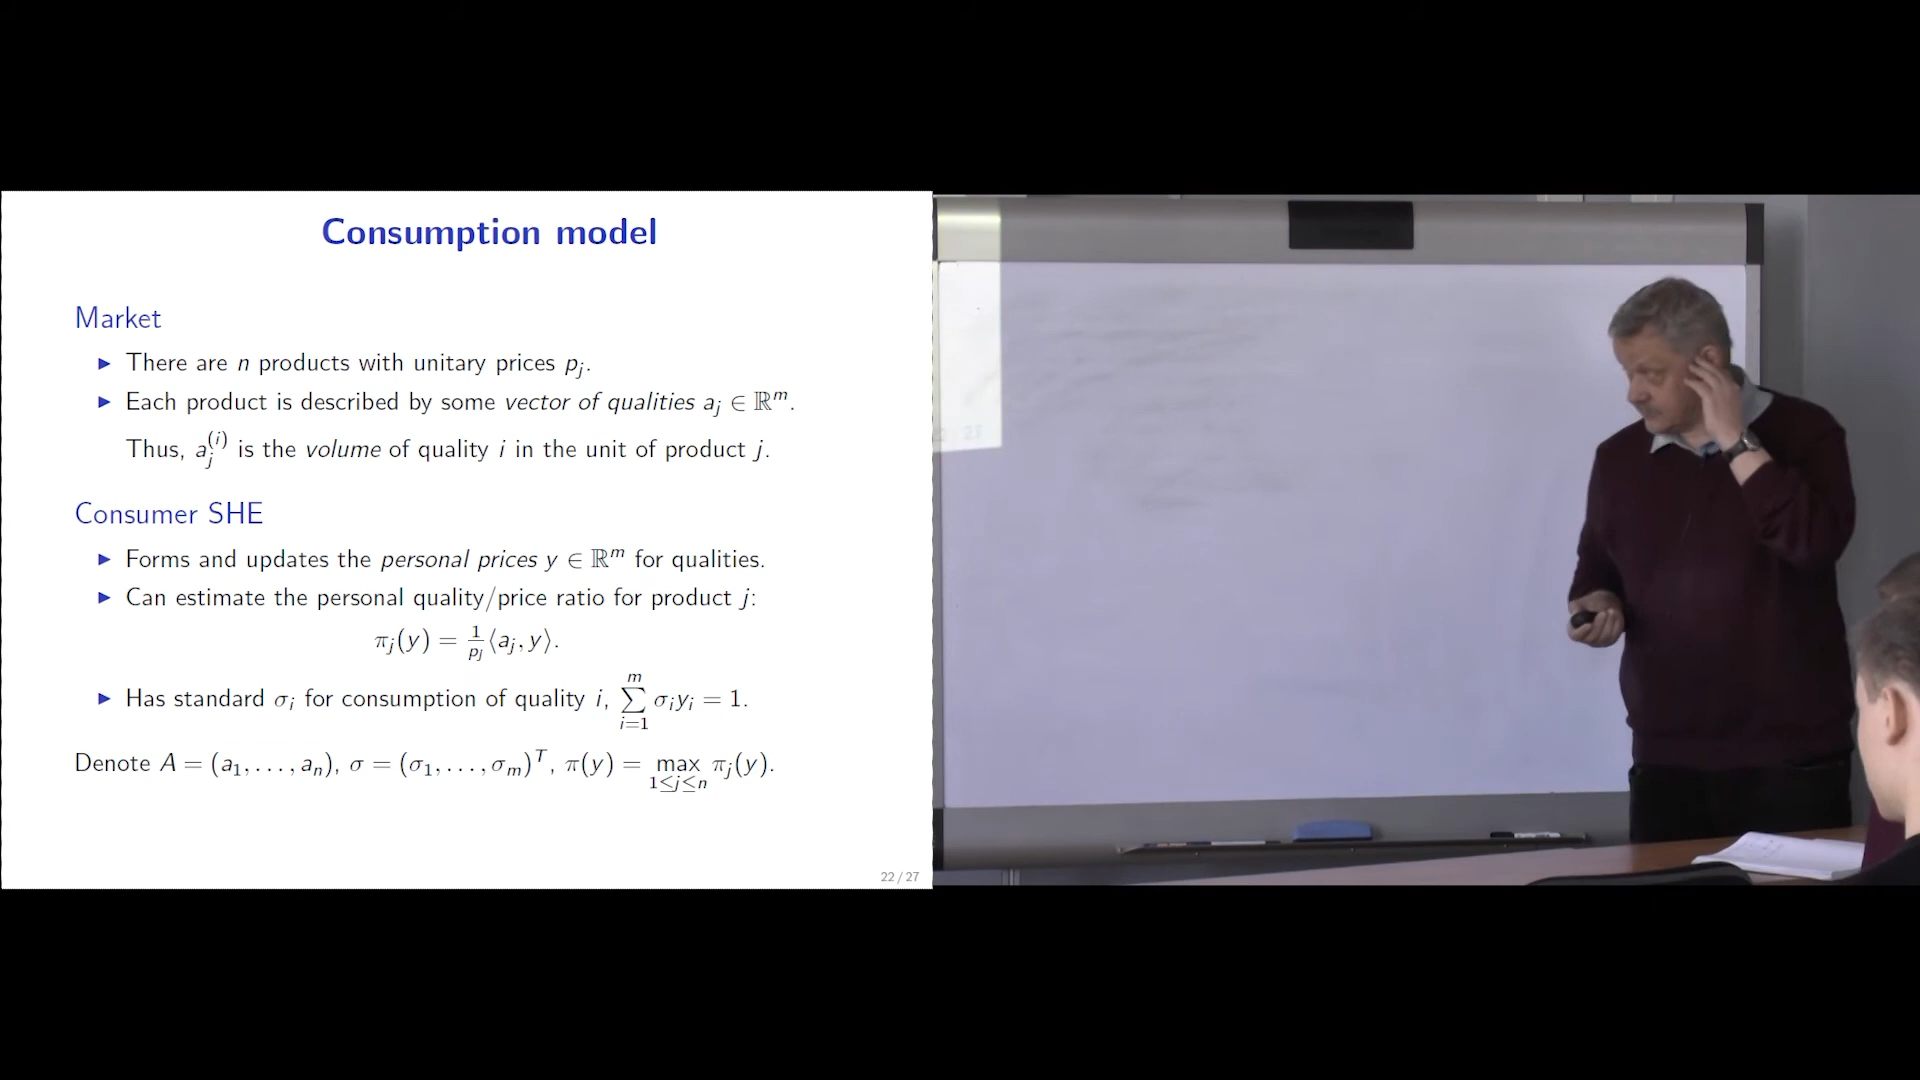 Consumption model
Market
▶ There are n products with unitary prices p_j.
▶ Each product is described by some vector of qualities a_j ∈ ℝ^m.
Thus, a_j^(i) is the volume of quality i in the unit of product j.
Consumer SHE
▶ Forms and updates the personal prices y ∈ ℝ^m for qualities.
▶ Can estimate the personal quality/price ratio for product j:
π_j(y) = 1/p_j ⟨a_j, y⟩.
▶ Has standard σ_i for consumption of quality i, ∑_{i=1}^{m} σ_i y_i = 1.
Denote A = (a_1, . . . , a_n), σ = (σ_1, . . . , σ_m)^T, π(y) = max_{1≤j≤n} π_j(y).
22 / 27